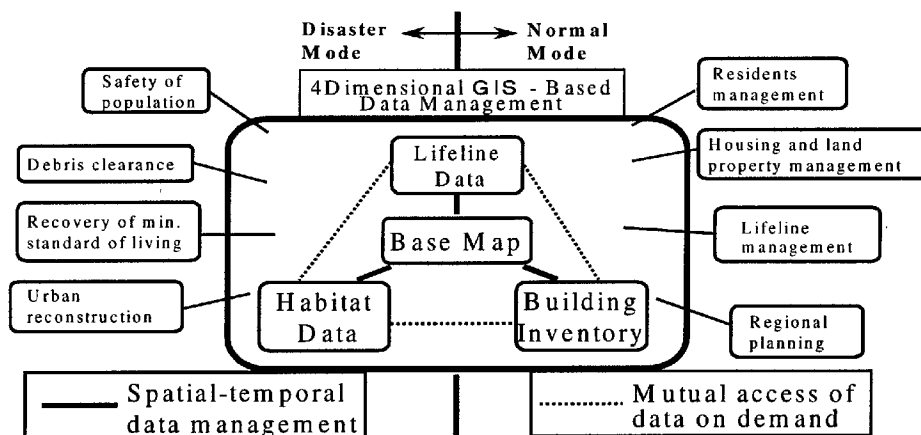 Disaster
Mode
Normal
Mode
Safety of
population
4Dimensional GIS - Based
Data Management
Residents
management
Debris clearance
Lifeline
Data
Housing and land
property management
Recovery of min.
standard of living
Base Map
Lifeline
management
Urban
reconstruction
Habitat
Data
Building
Inventory
Regional
planning
Spatial-temporal
data management
Mutual access of
data on demand